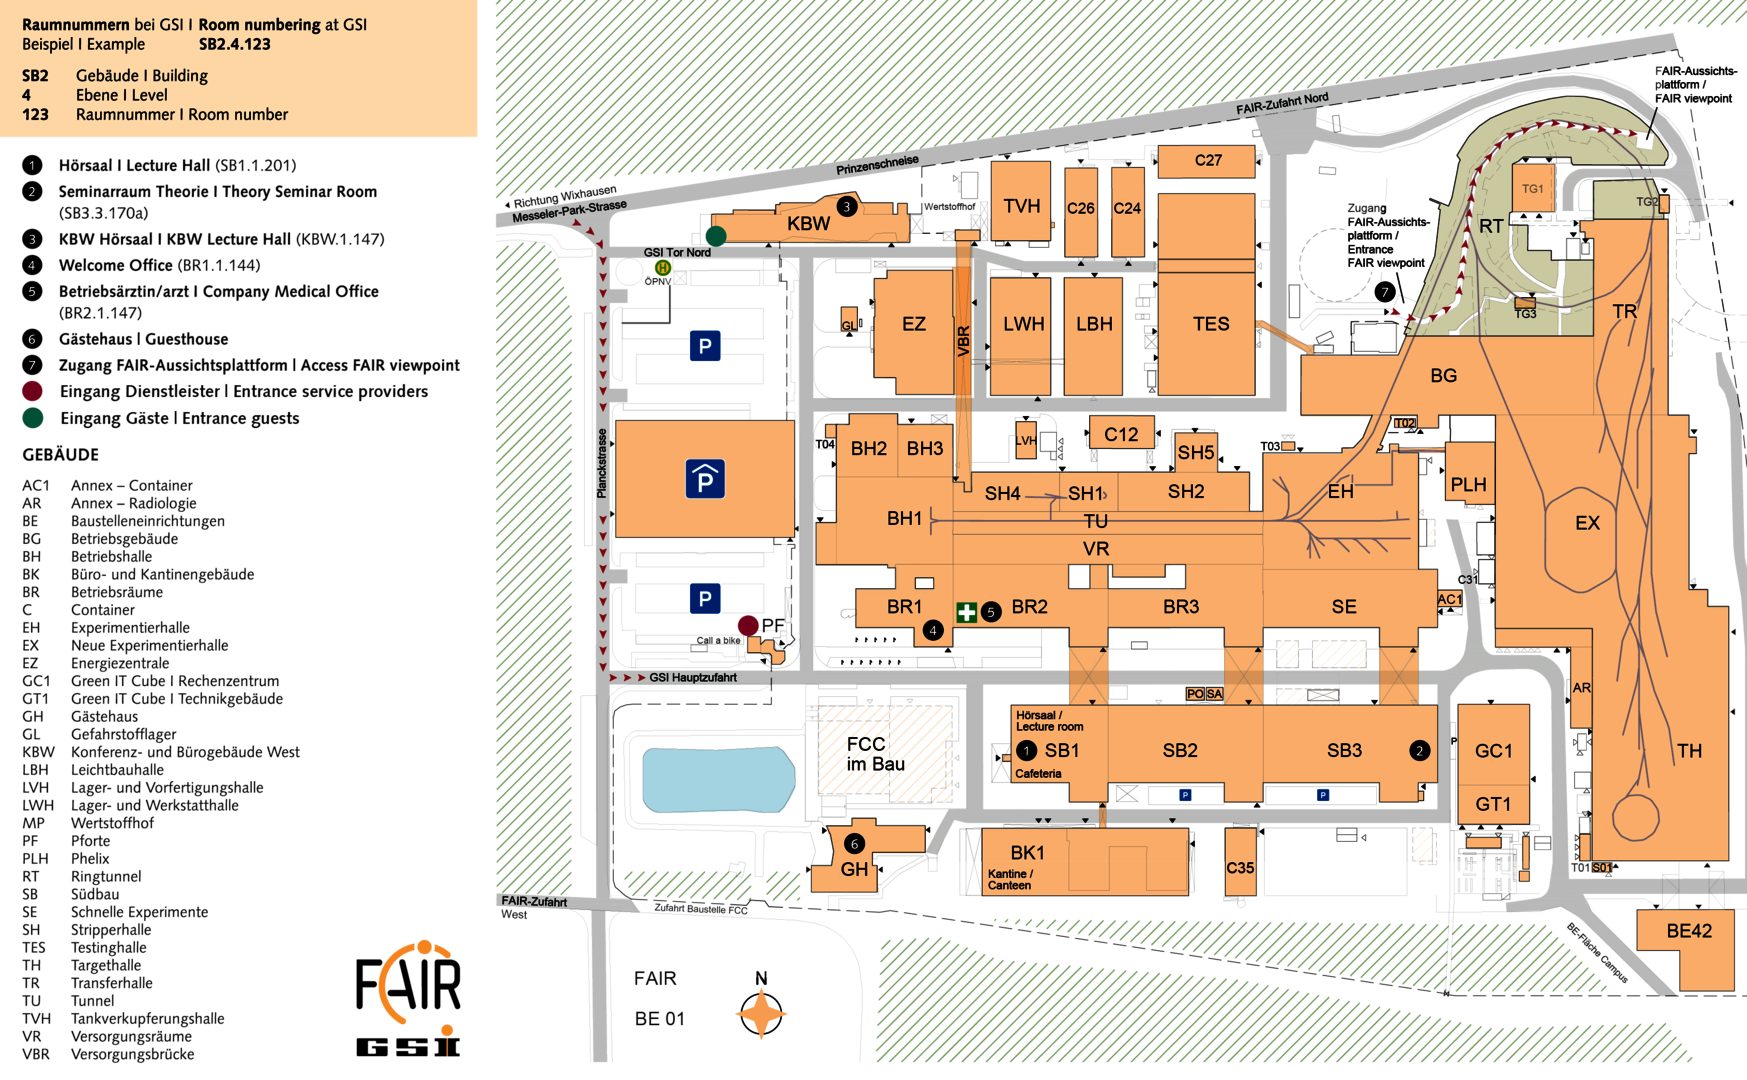 Raumnummern bei GSI I Room numbering at GSI
Beispiel I Example SB2.4.123
SB2 Gebäude I Building
4 Ebene I Level
123 Raumnummer I Room number
1 Hörsaal I Lecture Hall (SB1.1.201)
2 Seminarraum Theorie I Theory Seminar Room
(SB3.3.170a)
3 KBW Hörsaal I KBW Lecture Hall (KBW.1.147)
4 Welcome Office (BR1.1.144)
5 Betriebsärztin/arzt I Company Medical Office
(BR2.1.147)
6 Gästehaus | Guesthouse
7 Zugang FAIR-Aussichtsplattform | Access FAIR viewpoint
Eingang Dienstleister | Entrance service providers
Eingang Gäste | Entrance guests
GEBÄUDE
AC1 Annex – Container
AR Annex – Radiologie
BE Baustelleneinrichtungen
BG Betriebsgebäude
BH Betriebshalle
BK Büro- und Kantinengebäude
BR Betriebsräume
C Container
EH Experimentierhalle
EX Neue Experimentierhalle
EZ Energiezentrale
GC1 Green IT Cube I Rechenzentrum
GT1 Green IT Cube I Technikgebäude
GH Gästehaus
GL Gefahrstofflager
KBW Konferenz- und Bürogebäude West
LBH Leichtbauhalle
LVH Lager- und Vorfertigungshalle
LWH Lager- und Werkstatthalle
MP Wertstoffhof
PF Pforte
PLH Phelix
RT Ringtunnel
SB Südbau
SE Schnelle Experimente
SH Stripperhalle
TES Testinghalle
TH Targethalle
TR Transferhalle
TU Tunnel
TVH Tankverkupferungshalle
VR Versorgungsräume
VBR Versorgungsbrücke
FAIR
GSI
FAIR-Aussichts-
plattform /
FAIR viewpoint
FAIR-Zufahrt Nord
Prinzenschneise
Richtung Wixhausen
Messeler-Park-Strasse
C27
TG1
TG2
TVH
C26
C24
Wertstoffhof
KBW
3
RT
Zugang
FAIR-Aussichts-
plattform /
Entrance
FAIR viewpoint
7
GSI Tor Nord
H
ÖPNV
TG3
TR
GL
EZ
VBR
LWH
LBH
TES
P
BG
T02
T03
T04
BH2
BH3
LVH
C12
SH5
Planckstrasse
P
PLH
SH4
SH1
SH2
EH
BH1
TU
EX
VR
C31
P
BR1
5
BR2
BR3
SE
AC1
4
PF
Call a bike
GSI Hauptzufahrt
PO
SA
AR
Hörsaal /
Lecture room
1
SB1
SB2
SB3
2
Cafeteria
P
P
P
GC1
GT1
TH
FCC
im Bau
6
GH
BK1
Kantine /
Canteen
C35
T01
S01
FAIR-Zufahrt
West
Zufahrt Baustelle FCC
BE42
BE-Fläche Campus
FAIR
BE 01
N